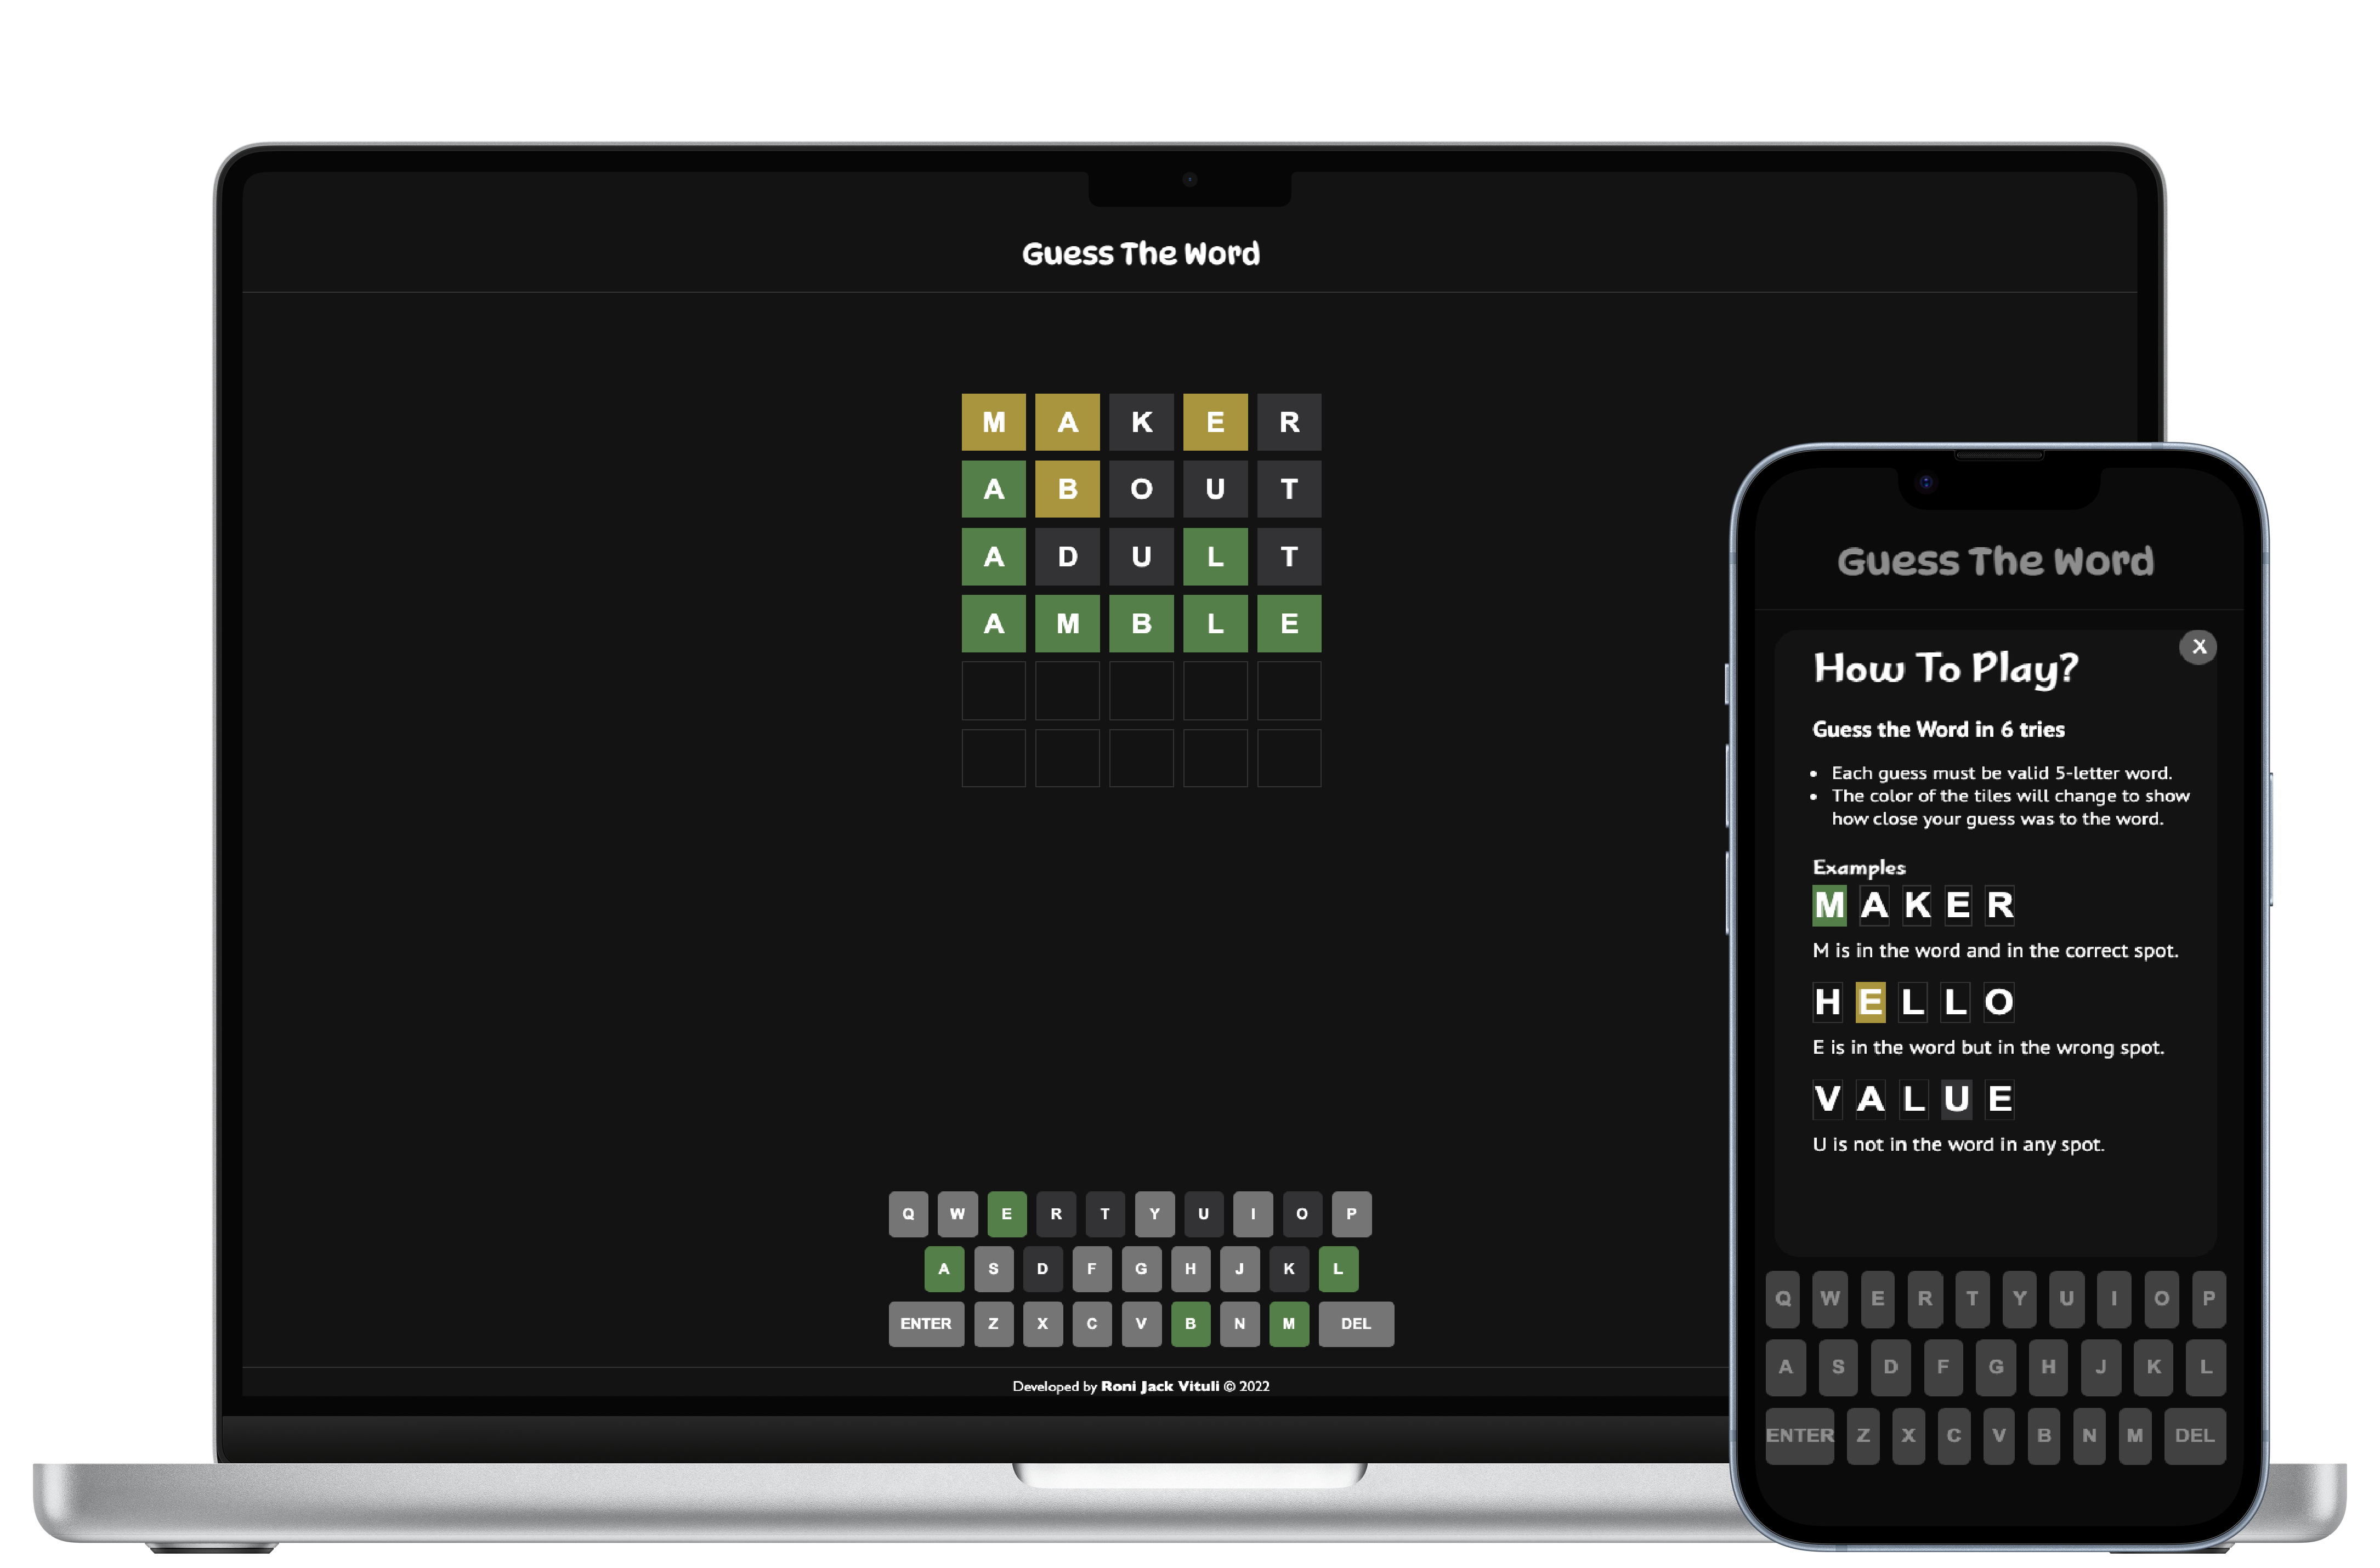 Guess The Word
M A K E R
A B O U T
A D U L T
A M B L E
Q W E R T Y U I O P
A S D F G H J K L
ENTER Z X C V B N M DEL
Developed by Roni Jack Vituli © 2022
Guess The Word
X
How To Play?
Guess the Word in 6 tries
• Each guess must be valid 5-letter word.
• The color of the tiles will change to show
how close your guess was to the word.
Examples
M A K E R
M is in the word and in the correct spot.
H E L L O
E is in the word but in the wrong spot.
V A L U E
U is not in the word in any spot.
Q W E R T Y U I O P
A S D F G H J K L
ENTER Z X C V B N M DEL